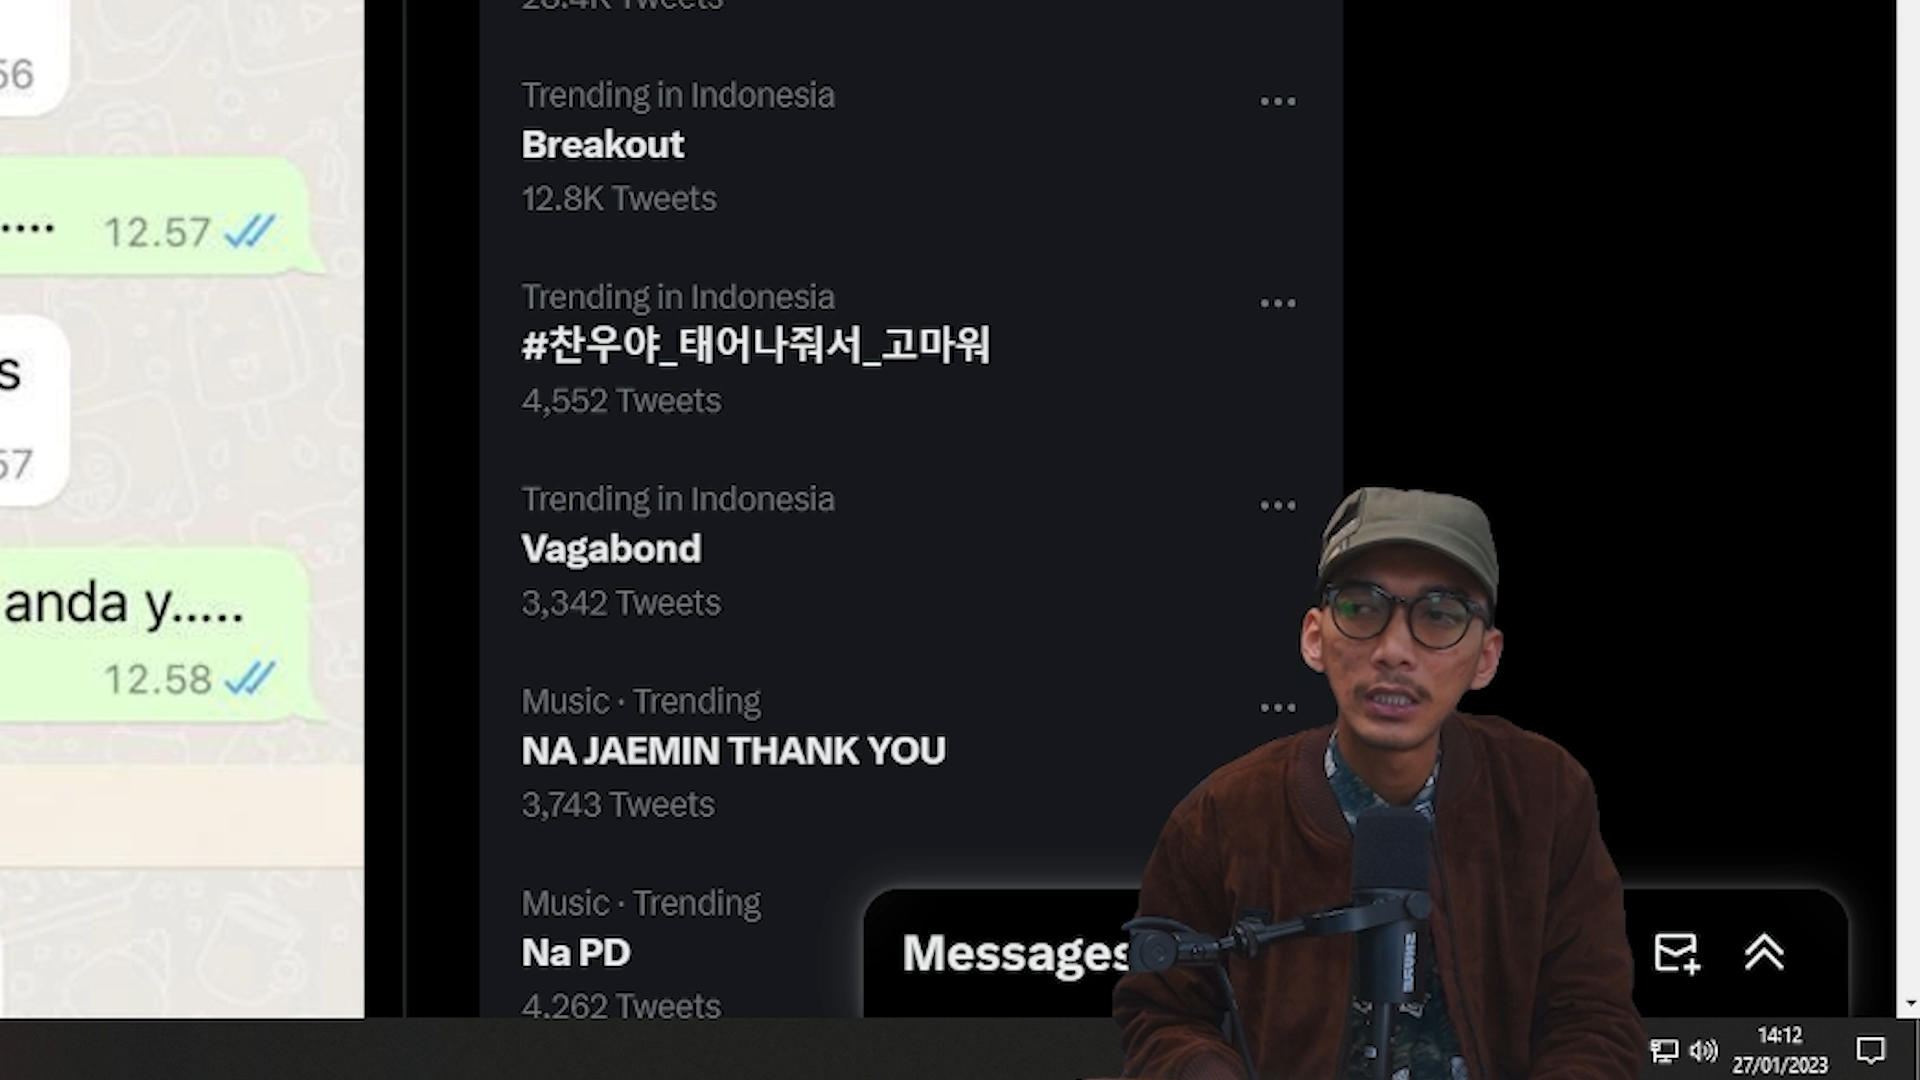 56
..... 12.57
s
57
anda y.....
12.58
Trending in Indonesia
Breakout
12.8K Tweets
Trending in Indonesia
#찬우야_태어나줘서_고마워
4,552 Tweets
Trending in Indonesia
Vagabond
3,342 Tweets
Music · Trending
NA JAEMIN THANK YOU
3,743 Tweets
Music · Trending
Na PD
4,262 Tweets
Messages
14:12
27/01/2023